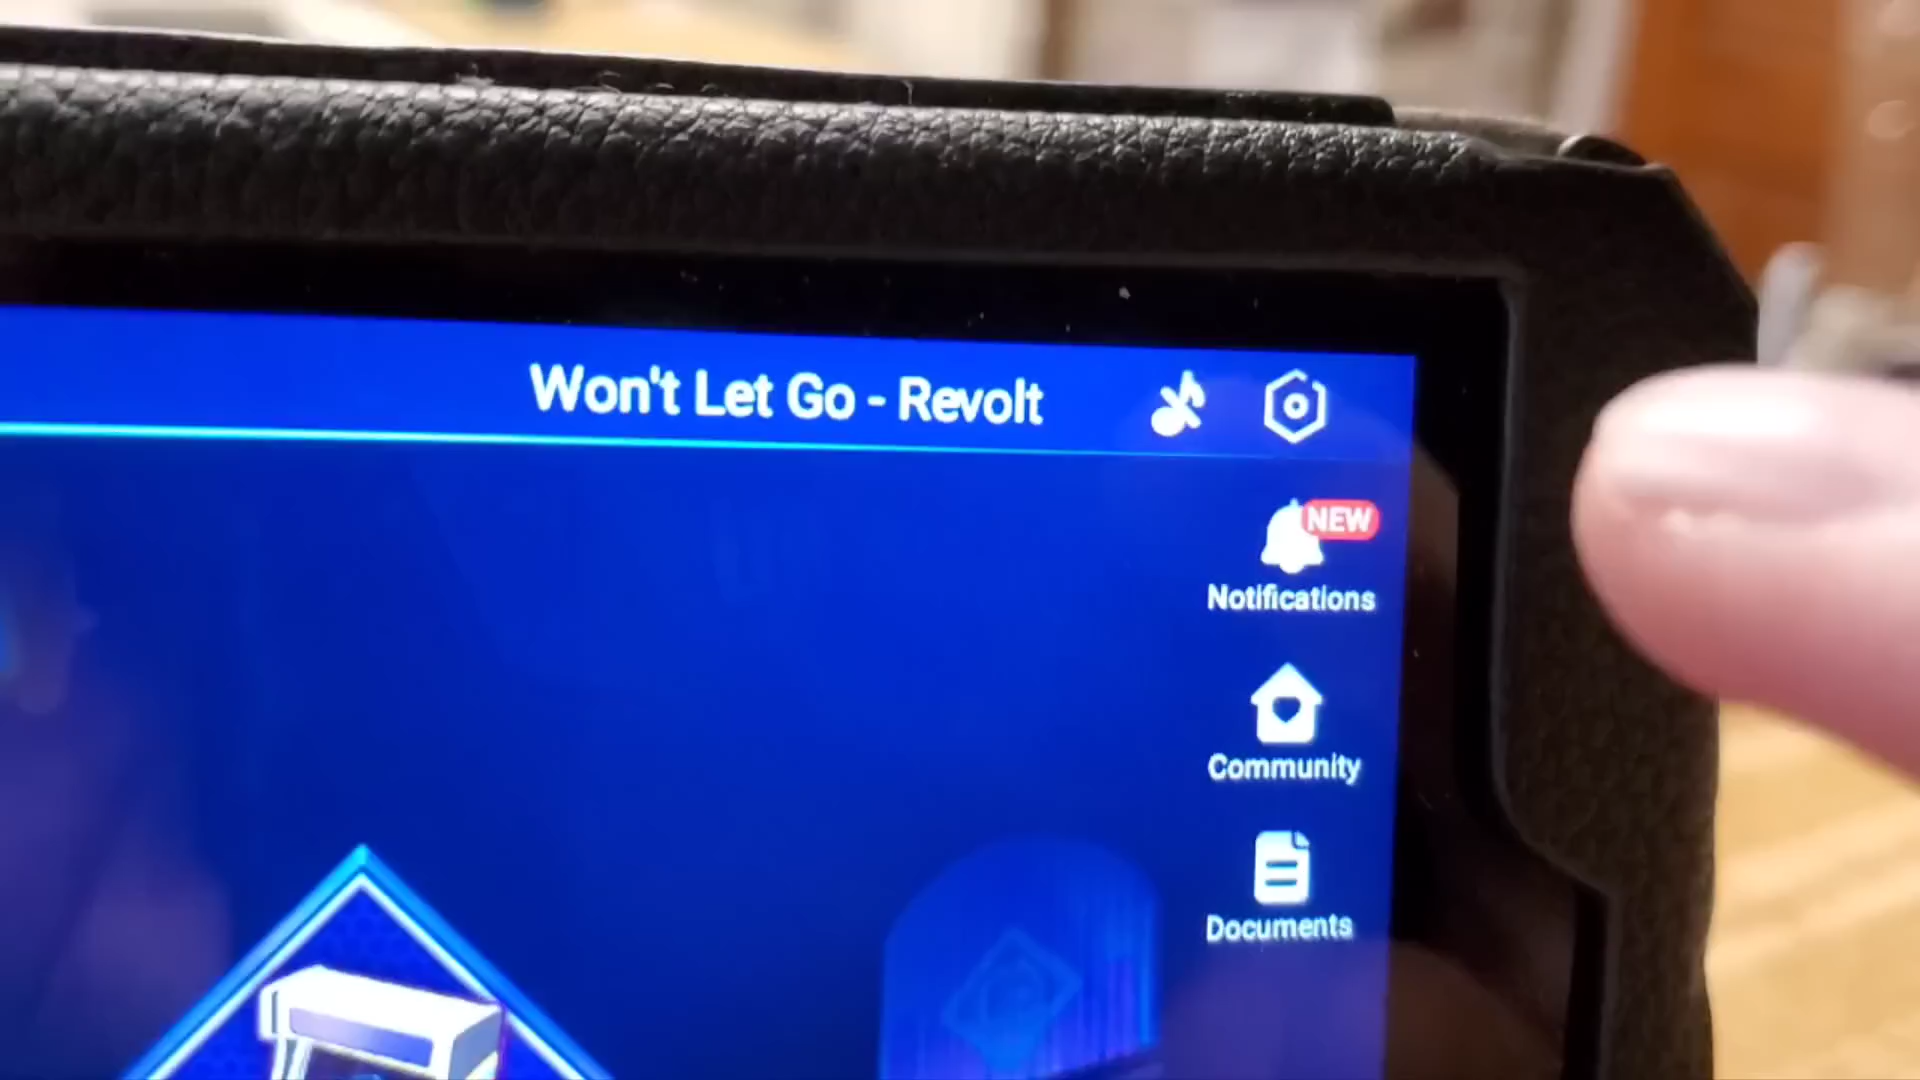 Won't Let Go - Revolt
NEW
Notifications
Community
Documents